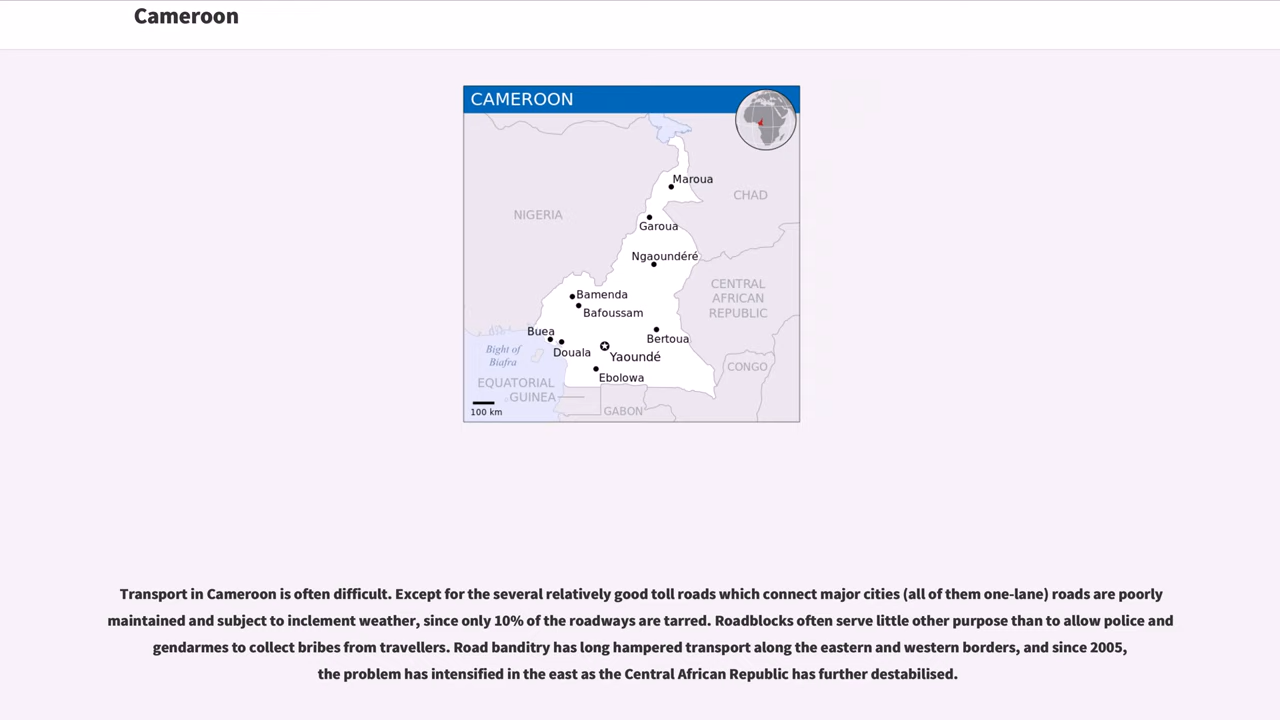 Cameroon
CAMEROON
Maroua
CHAD
NIGERIA
Garoua
Ngaoundéré
CENTRAL
AFRICAN
REPUBLIC
Bamenda
Bafoussam
Buea
Bertoua
Bight of
Biafra
Douala
Yaoundé
CONGO
Ebolowa
EQUATORIAL
GUINEA
GABON
100 km
Transport in Cameroon is often difficult. Except for the several relatively good toll roads which connect major cities (all of them one-lane) roads are poorly
maintained and subject to inclement weather, since only 10% of the roadways are tarred. Roadblocks often serve little other purpose than to allow police and
gendarmes to collect bribes from travellers. Road banditry has long hampered transport along the eastern and western borders, and since 2005,
the problem has intensified in the east as the Central African Republic has further destabilised.